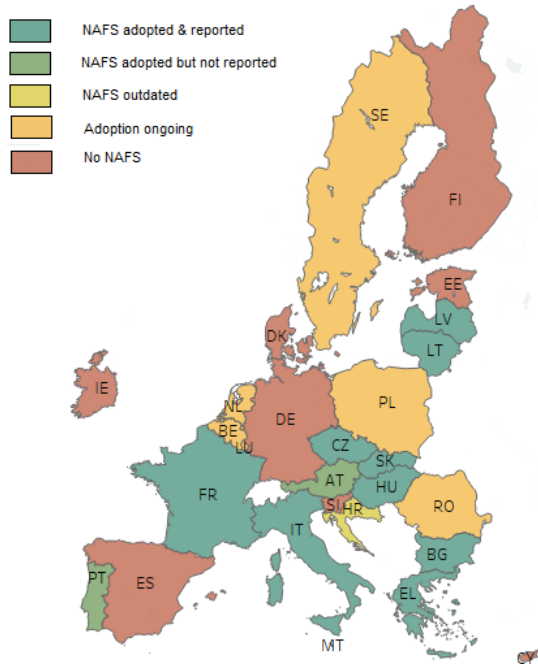 NAFS adopted & reported
NAFS adopted but not reported
NAFS outdated
Adoption ongoing
No NAFS
SE
FI
EE
LV
DK
LT
IE
NL
PL
DE
BE
LU
CZ
SK
AT
HU
FR
SI
HR
RO
IT
BG
PT
ES
EL
MT
CY